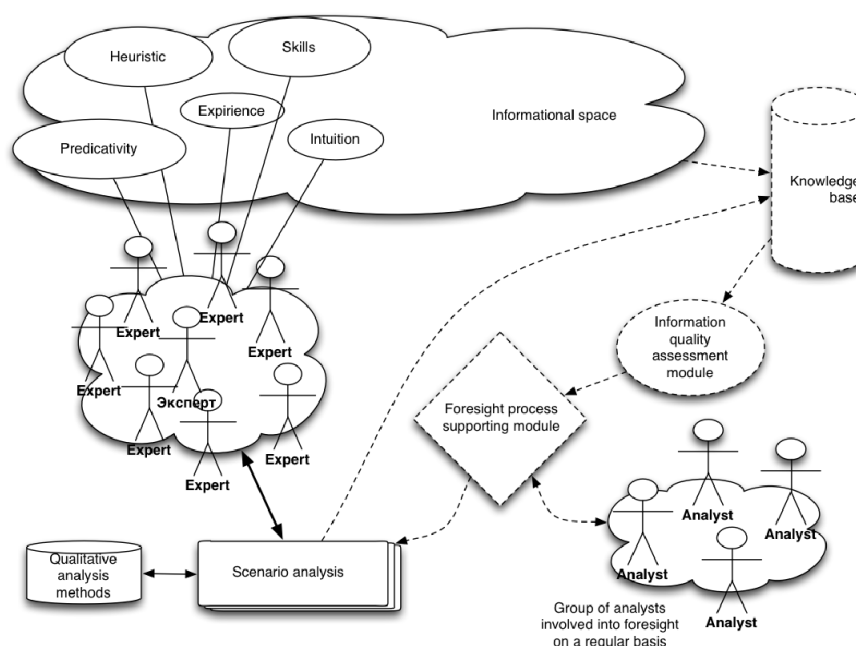 Heuristic
Skills
Expirience
Informational space
Predicativity
Intuition
Knowledge
base
Expert
Expert
Expert
Information
quality
assessment
module
Expert
Эксперт
Foresight process
supporting module
Expert
Expert
Expert
Analyst
Analyst
Qualitative
analysis
methods
Scenario analysis
Analyst
Group of analysts
involved into foresight
on a regular basis
Analyst